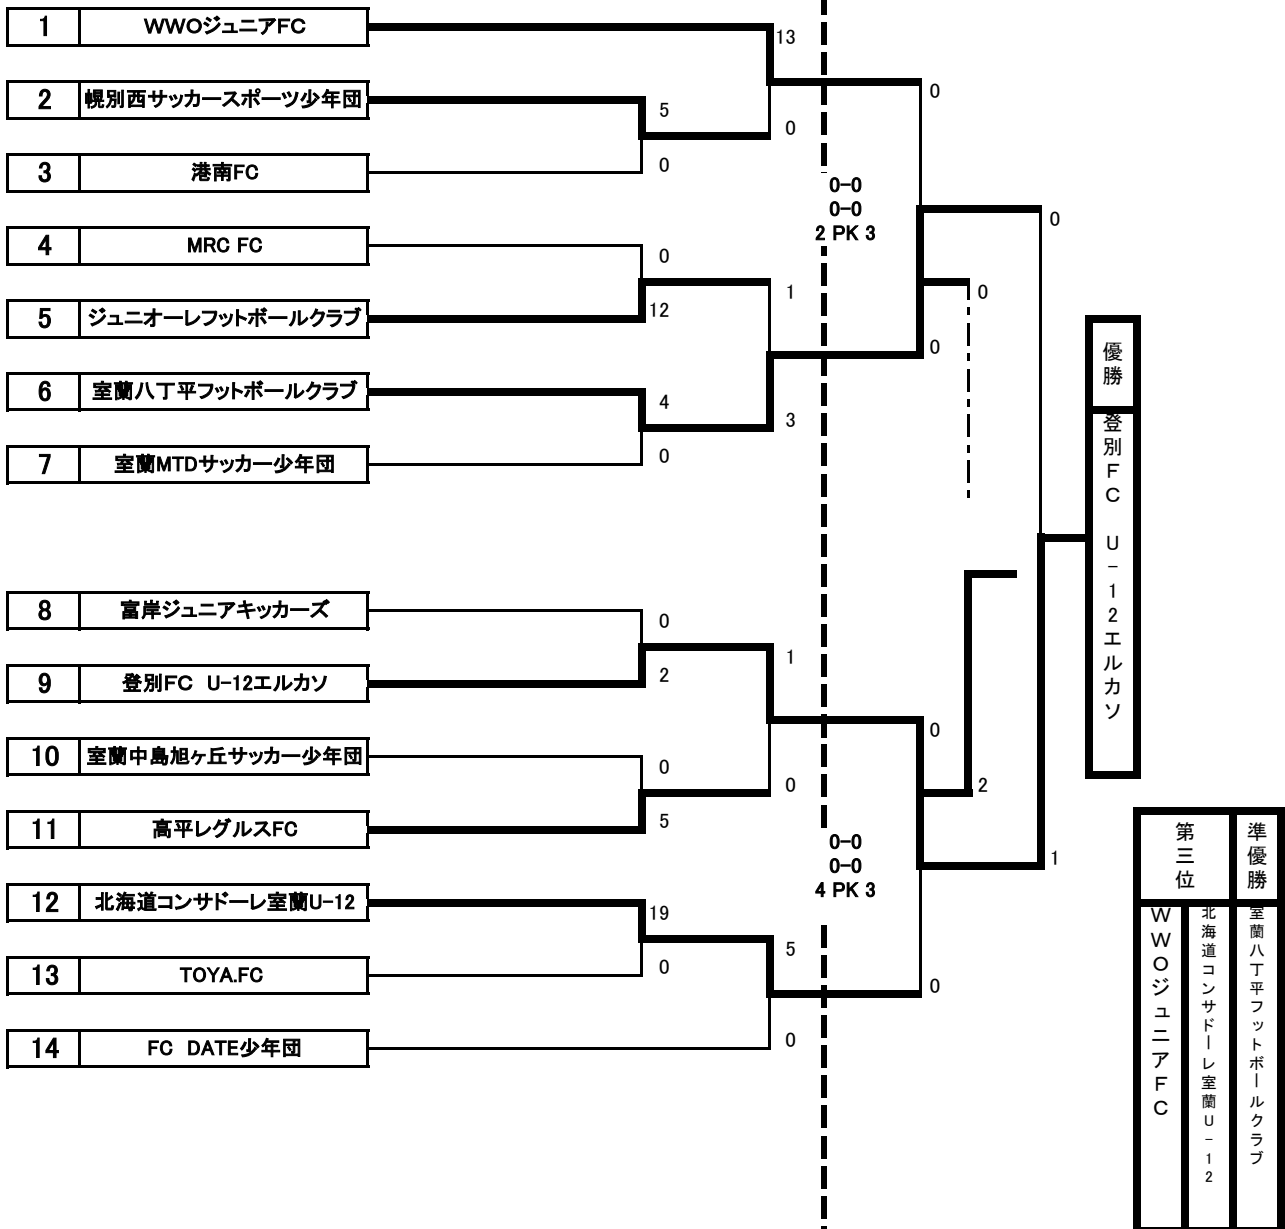 1 WWOジュニアFC
13
0
2 幌別西サッカースポーツ少年団
5
0
3 港南FC
0
0-0
0-0
2 PK 3
0
4 MRC FC
0
1
0
5 ジュニオーレフットボールクラブ
12
0
6 室蘭八丁平フットボールクラブ
4
3
7 室蘭MTDサッカー少年団
0
優勝
登別FC U-12エルカソ
8 富岸ジュニアキッカーズ
0
1
9 登別FC U-12エルカソ
2
0
10 室蘭中島旭ヶ丘サッカー少年団
0
0
2
11 高平レグルスFC
5
0-0
0-0
4 PK 3
1
12 北海道コンサドーレ室蘭U-12
19
5
13 TOYA.FC
0
0
14 FC DATE少年団
0
準優勝
室蘭八丁平フットボールクラブ
第三位
北海道コンサドーレ室蘭U-12
WWOジュニアFC